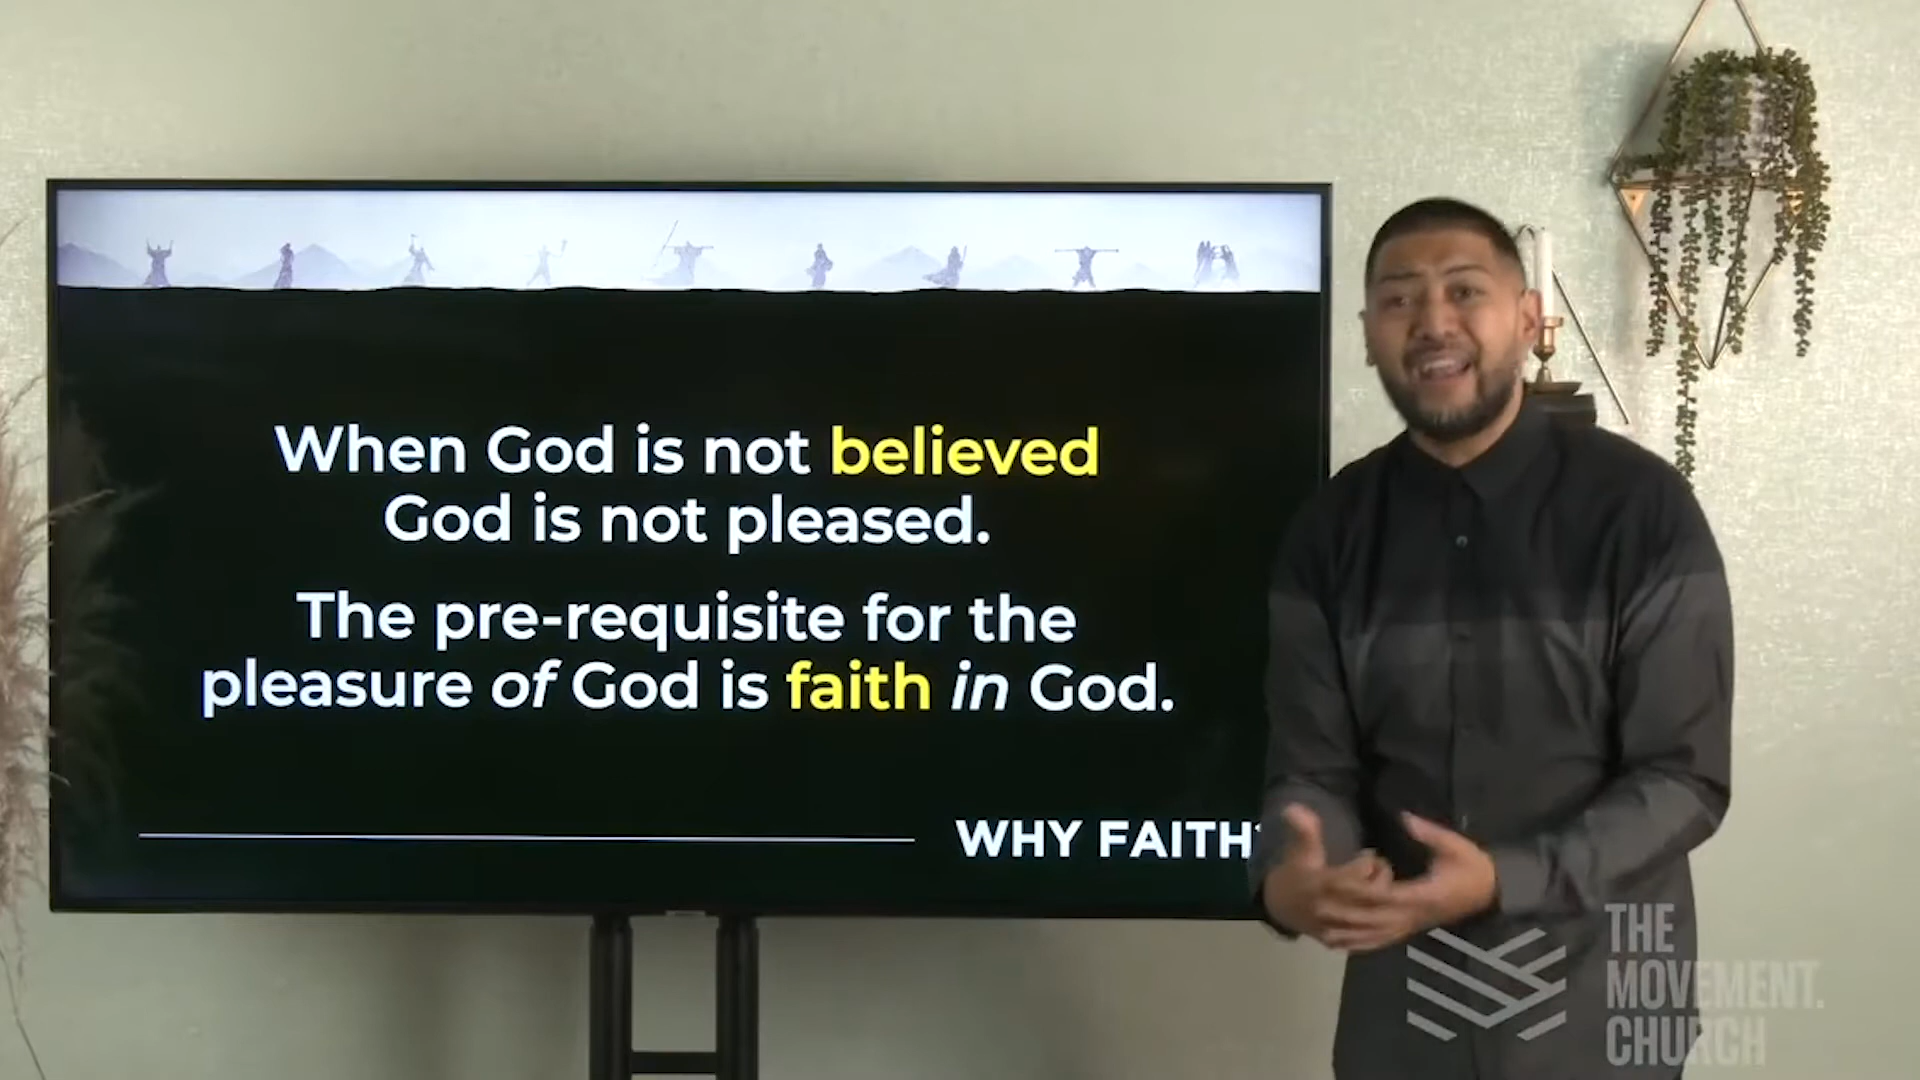 When God is not believed
God is not pleased.
The pre-requisite for the
pleasure of God is faith in God.
WHY FAITH?
THE
MOVEMENT.
CHURCH